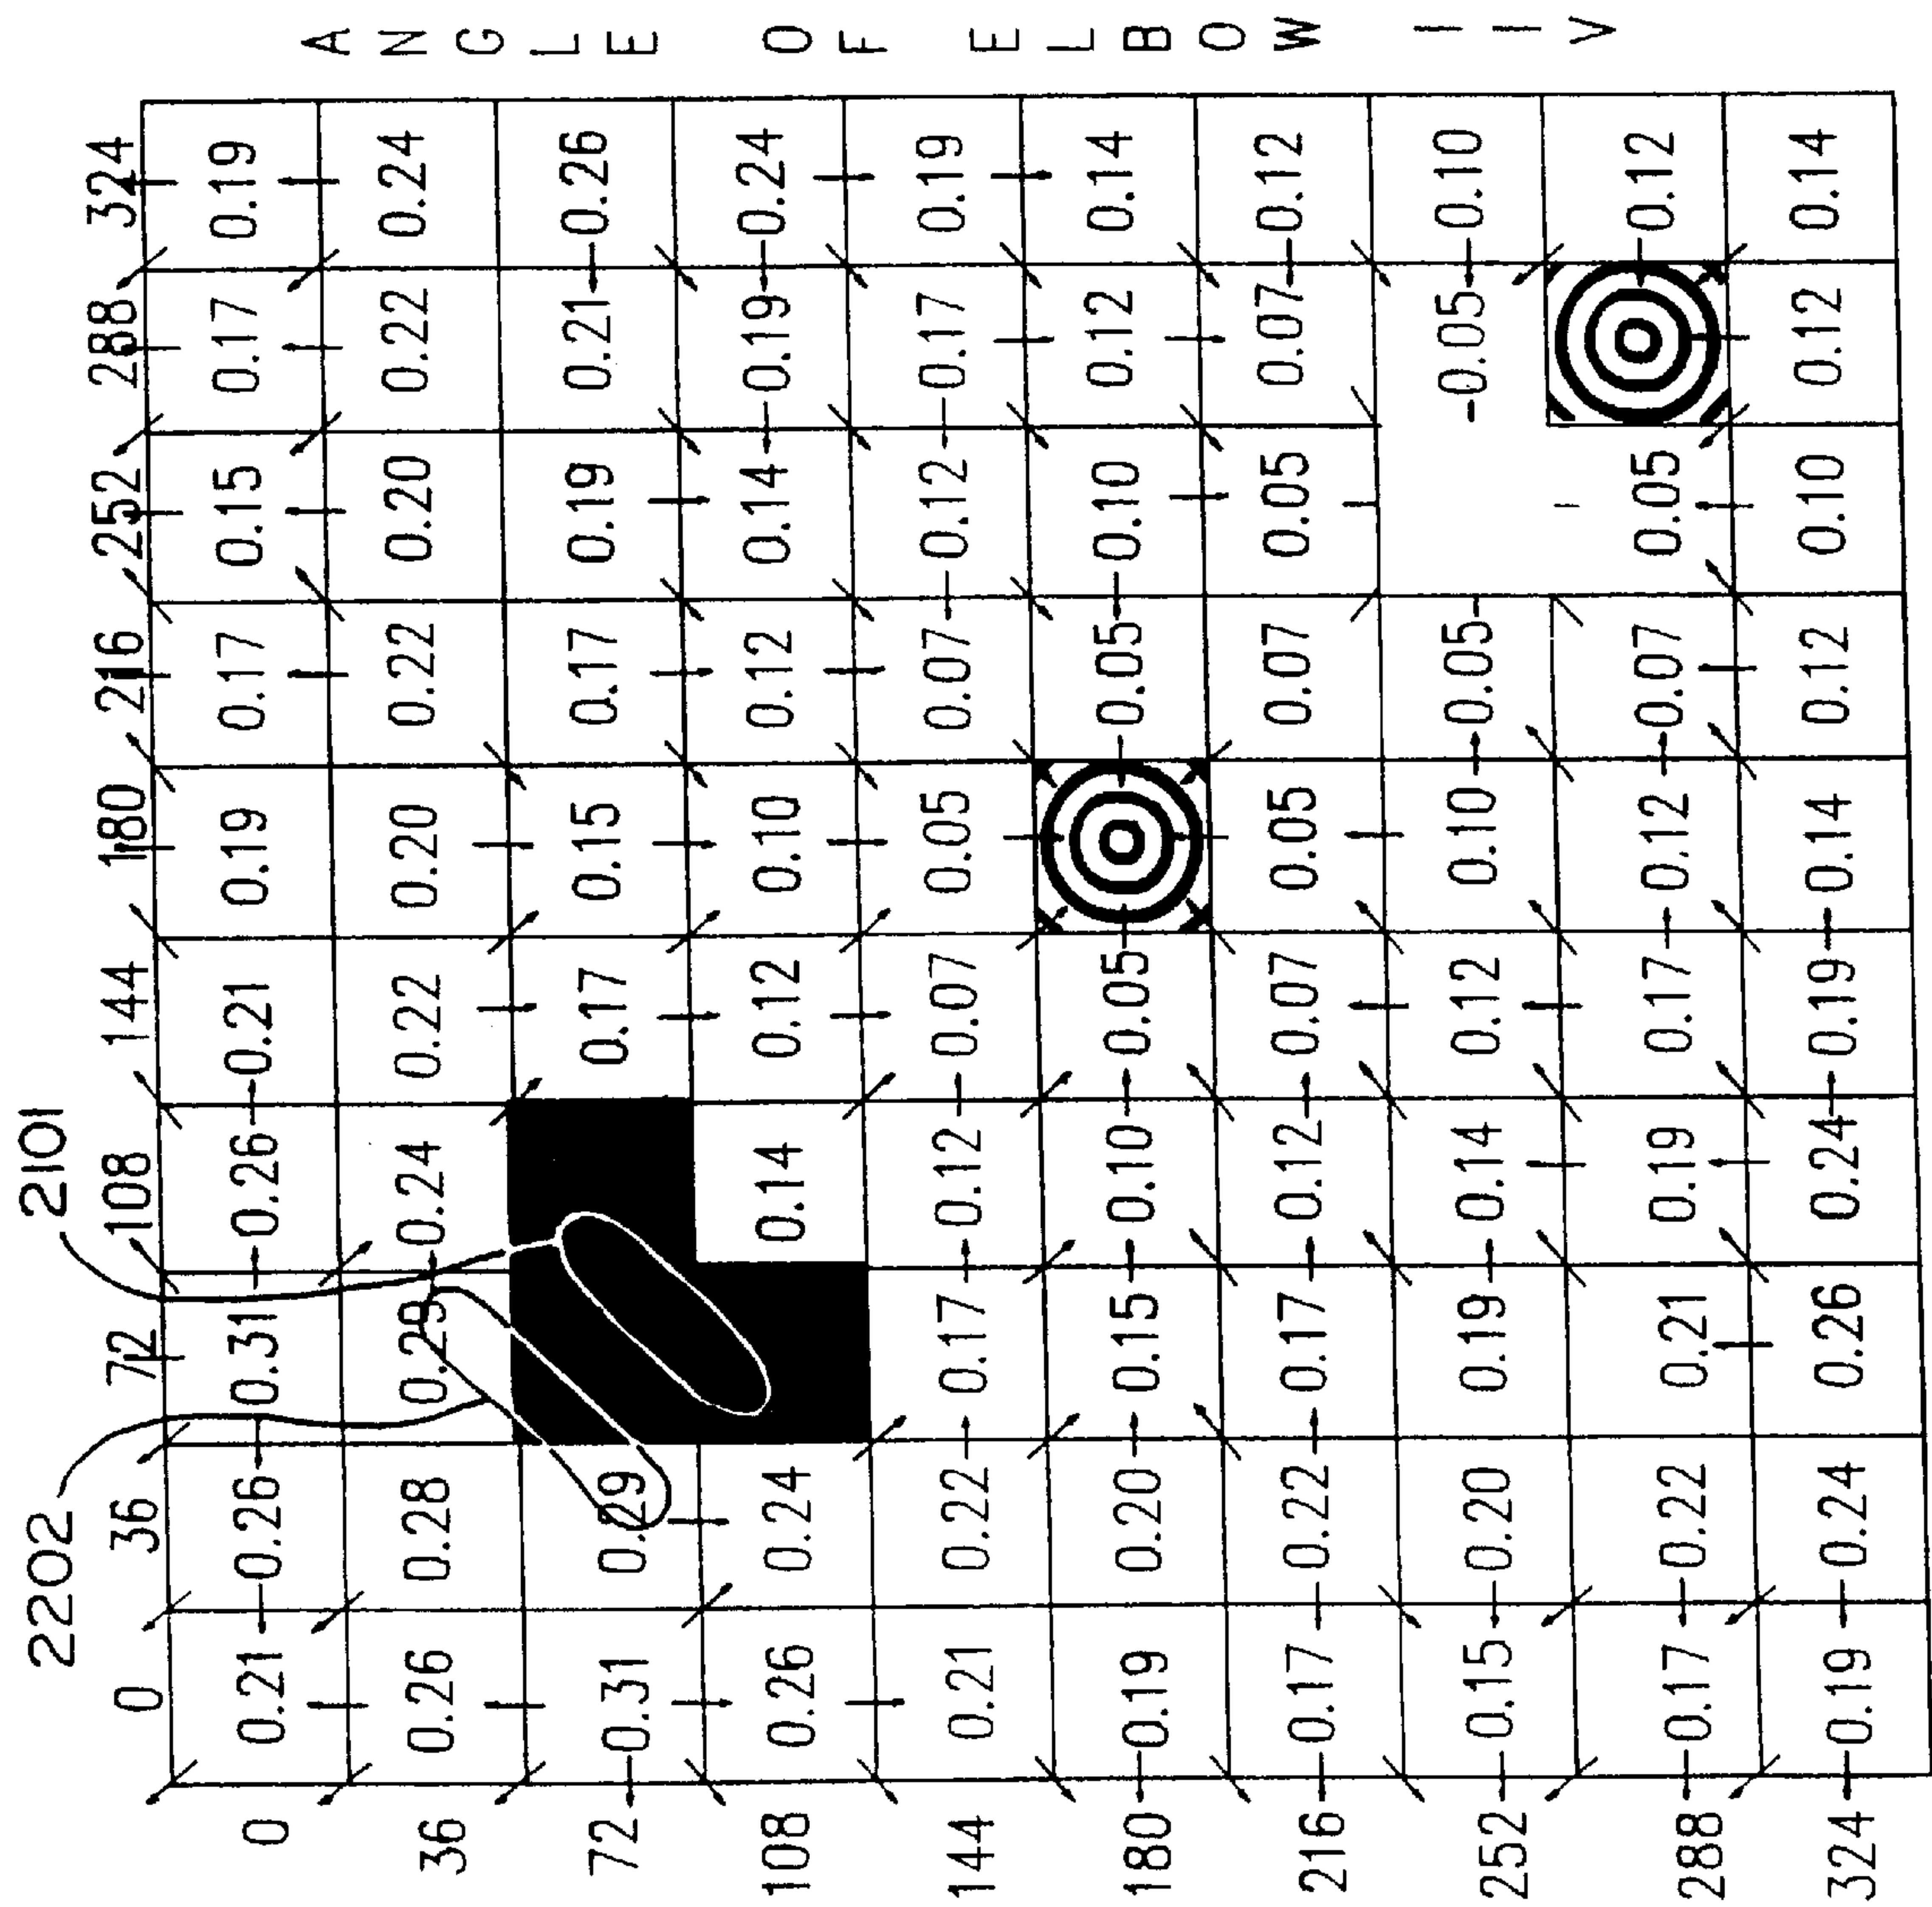 2202 2101
0 36 72 108 144 180 216 252 288 324
0 0.21 0.26 0.31 0.26 0.21 0.19 0.17 0.15 0.17 0.19
36 0.26 0.28 0.29 0.24 0.22 0.20 0.22 0.20 0.22 0.24
72 0.31 0.29 0.17 0.15 0.17 0.19 0.21 0.26
108 0.26 0.24 0.14 0.12 0.10 0.12 0.14 0.19 0.24
144 0.21 0.22 0.17 0.12 0.07 0.05 0.07 0.12 0.17 0.19
180 0.19 0.20 0.15 0.10 0.05 0.05 0.10 0.12 0.14
216 0.17 0.22 0.17 0.12 0.07 0.05 0.07 0.05 0.07 0.12
252 0.15 0.20 0.19 0.14 0.12 0.10 0.05 0.05 0.10
288 0.17 0.22 0.21 0.19 0.17 0.12 0.07 0.05 0.12
324 0.19 0.24 0.26 0.24 0.19 0.14 0.12 0.10 0.12 0.14
ANGLE OF ELBOW IIV